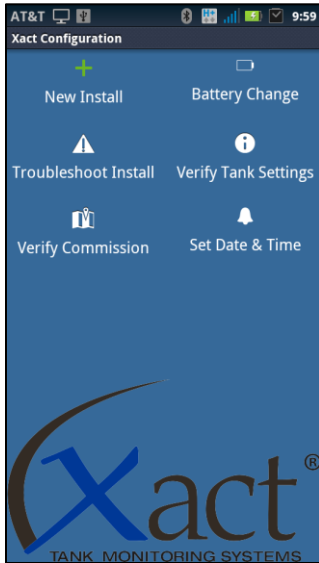 AT&T 9:59
Xact Configuration
New Install Battery Change
Troubleshoot Install Verify Tank Settings
Verify Commission Set Date & Time
Xact®
TANK MONITORING SYSTEMS